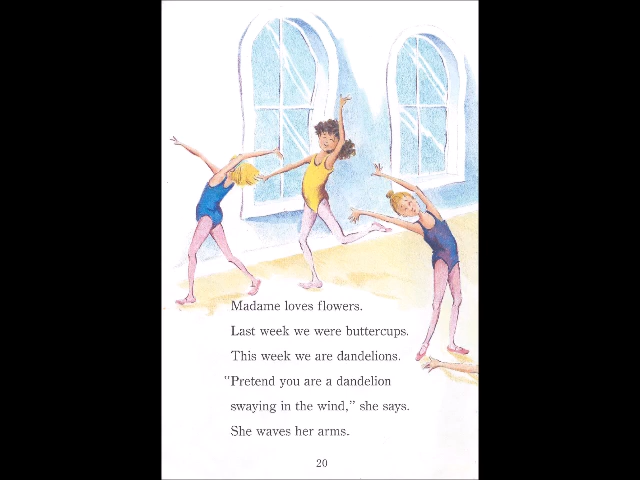 Madame loves flowers.
Last week we were buttercups.
This week we are dandelions.
"Pretend you are a dandelion
swaying in the wind," she says.
She waves her arms.
20